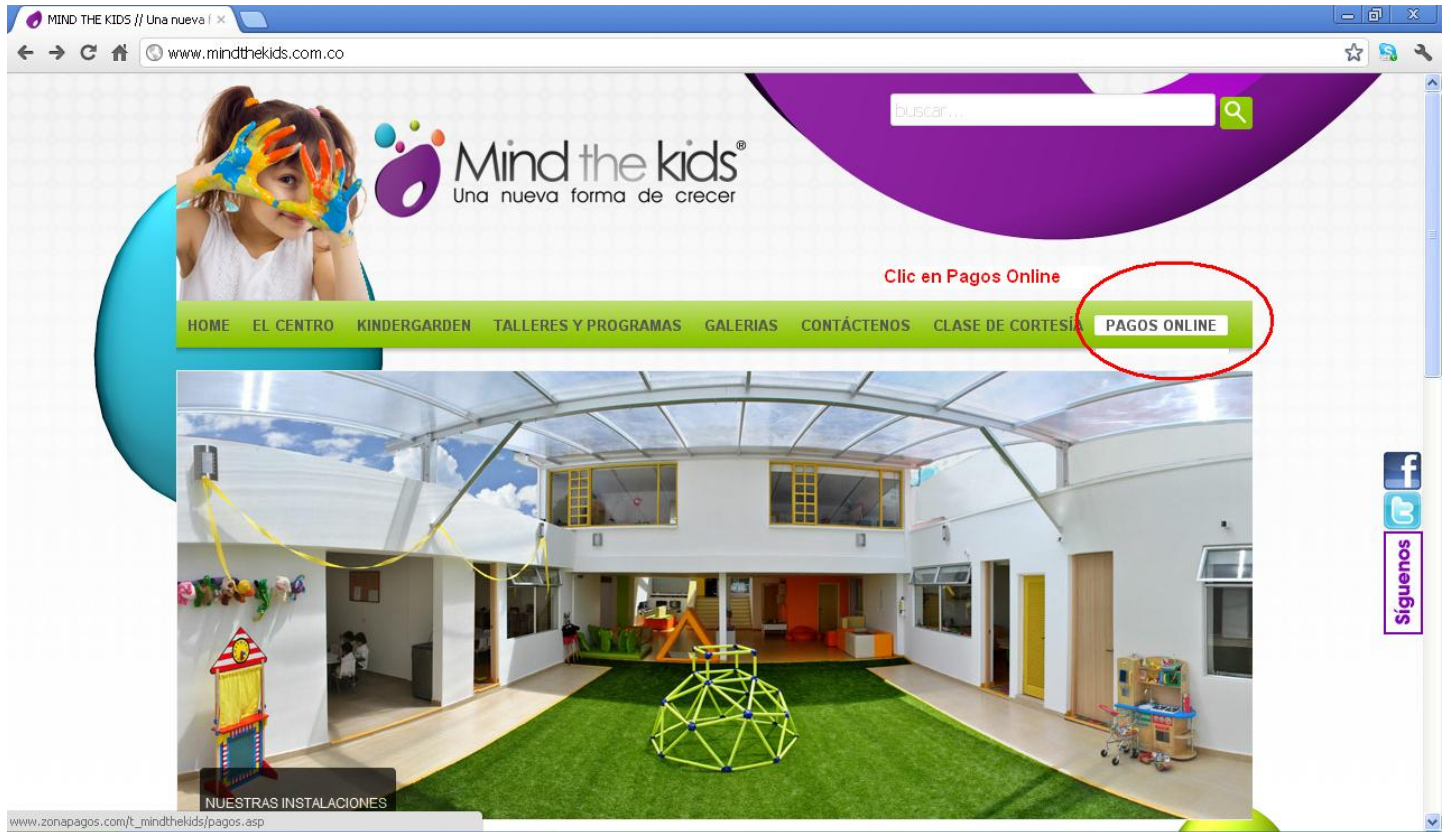 MIND THE KIDS // Una nueva f
www.mindthekids.com.co
buscar...
Mind the kids®
Una nueva forma de crecer
Clic en Pagos Online
HOME EL CENTRO KINDERGARDEN TALLERES Y PROGRAMAS GALERIAS CONTÁCTENOS CLASE DE CORTESÍA PAGOS ONLINE
f
t
Síguenos
NUESTRAS INSTALACIONES
www.zonapagos.com/t_mindthekids/pagos.asp